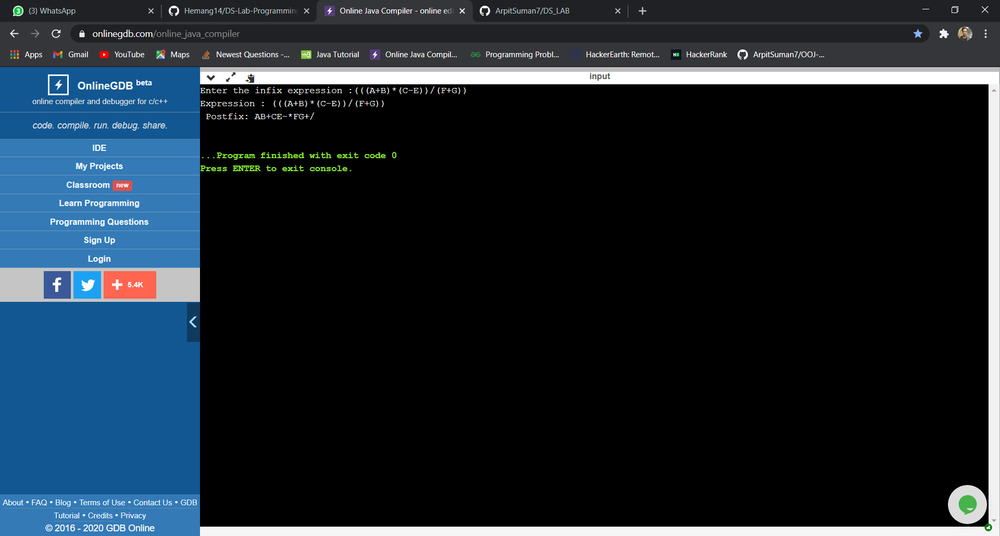 (3) WhatsApp
Hemang14/DS-Lab-Programming
Online Java Compiler - online edi
ArpitSuman7/DS_LAB
onlinegdb.com/online_java_compiler
Apps
Gmail
YouTube
Maps
Newest Questions -...
Java Tutorial
Online Java Compil...
Programming Probl...
HackerEarth: Remot...
HackerRank
ArpitSuman7/OOJ-...
OnlineGDB beta
online compiler and debugger for c/c++
code. compile. run. debug. share.
IDE
My Projects
Classroom new
Learn Programming
Programming Questions
Sign Up
Login
5.4K
About • FAQ • Blog • Terms of Use • Contact Us • GDB
Tutorial • Credits • Privacy
© 2016 - 2020 GDB Online
input
Enter the infix expression :(((A+B)*(C-E))/(F+G))
Expression : (((A+B)*(C-E))/(F+G))
Postfix: AB+CE-*FG+/
...Program finished with exit code 0
Press ENTER to exit console.